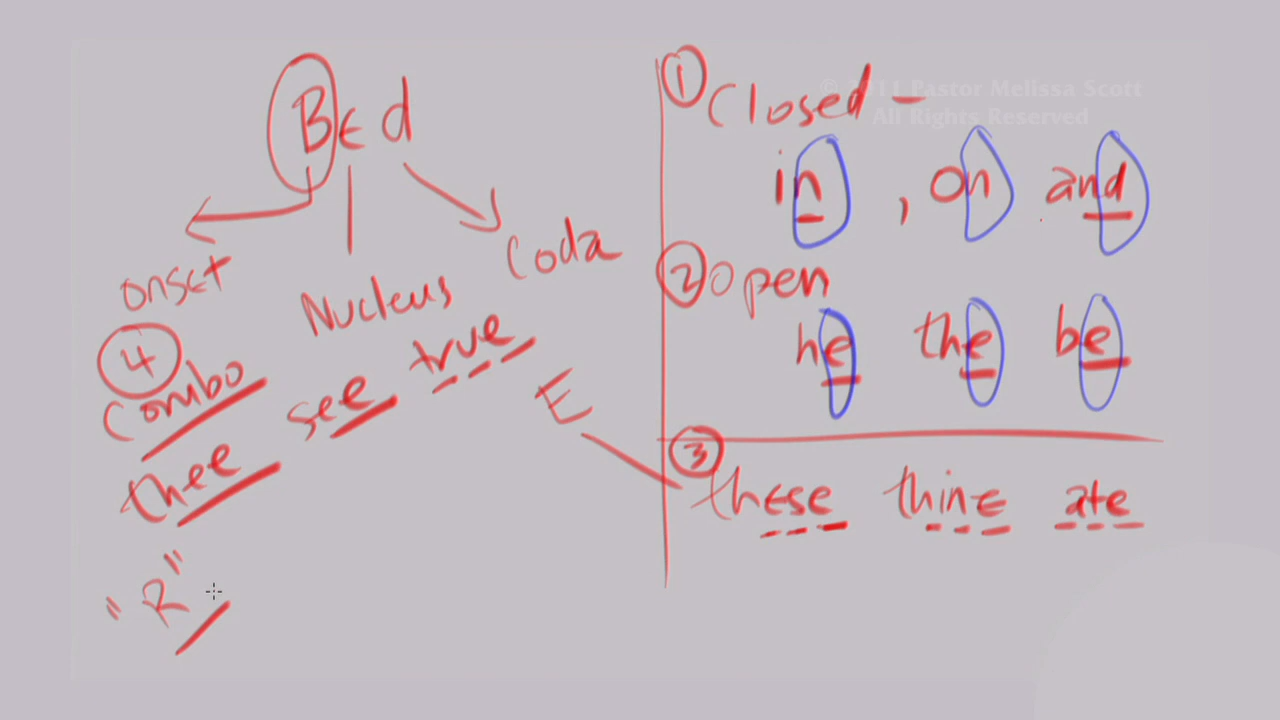 © 2011 Pastor Melissa Scott
All Rights Reserved
Bed
onset
Nucleus
Coda
① Closed -
in, on and
② open
he the be
③
these thine ate
E
④
Combo
thee see true
"R"